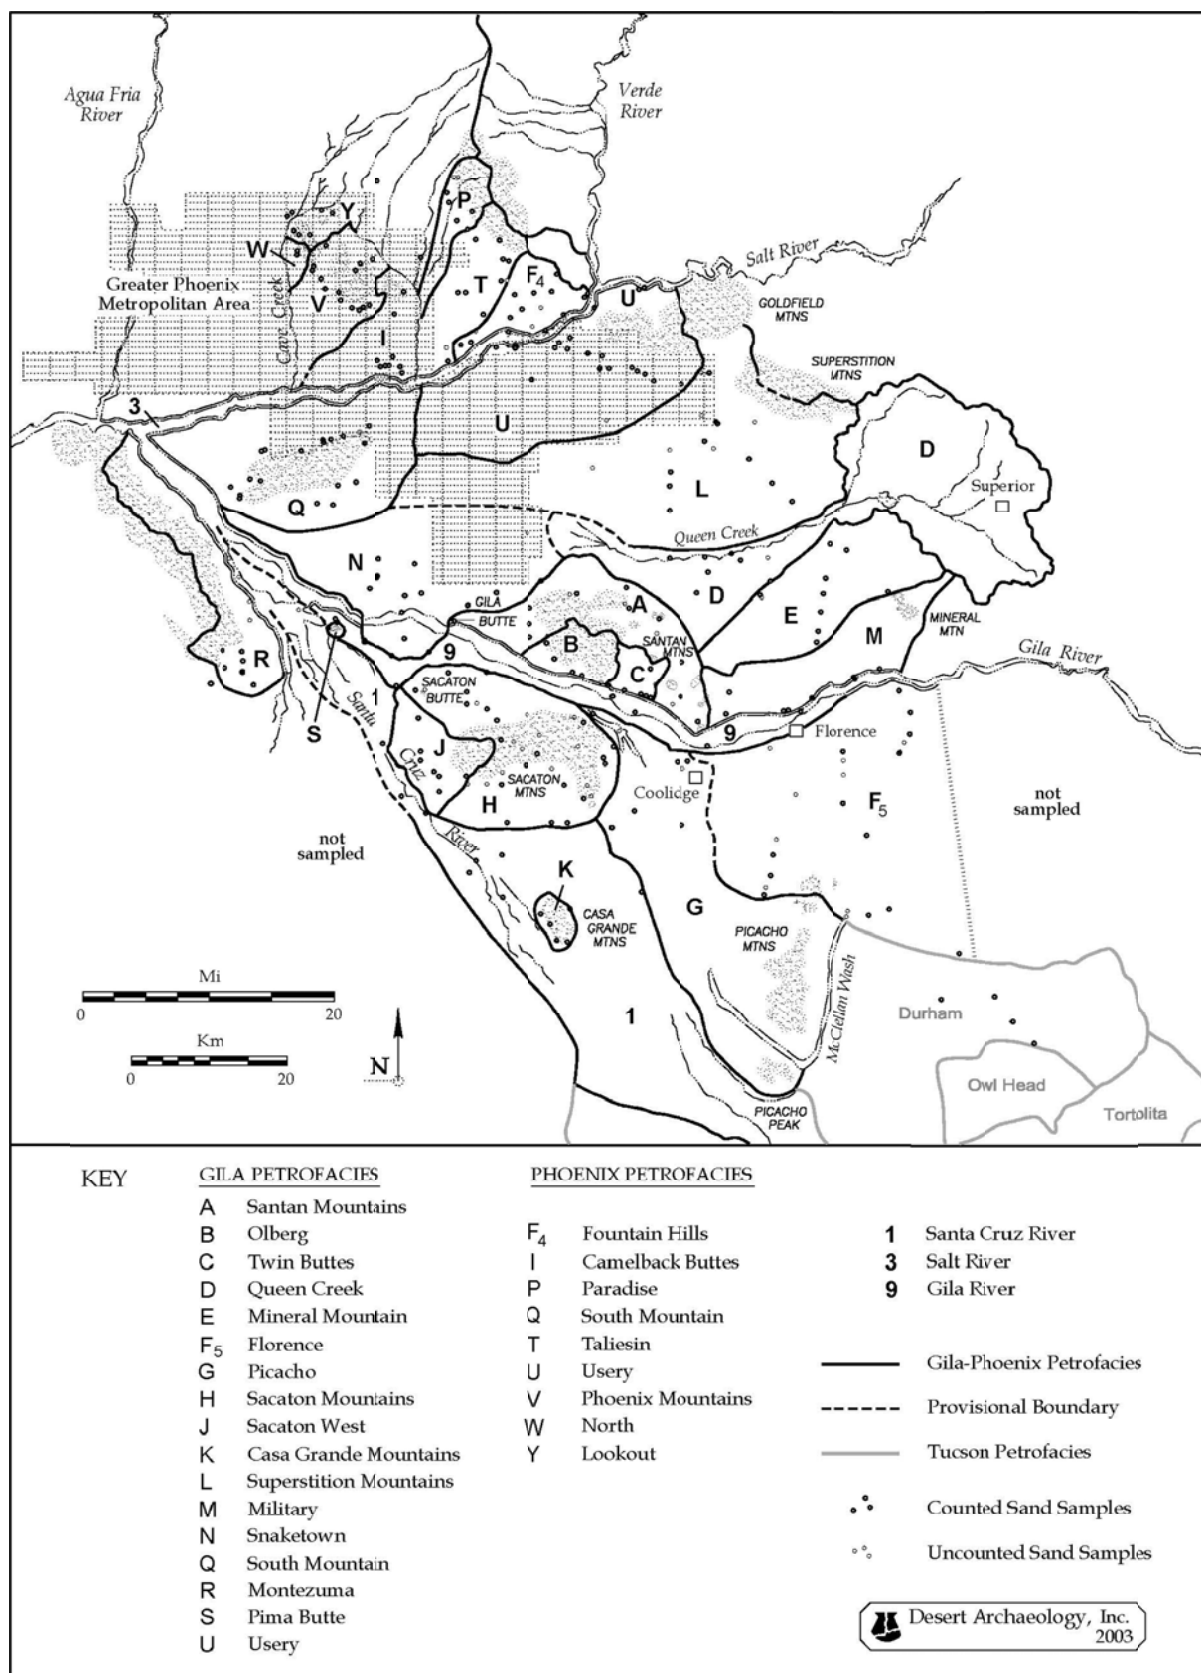 Agua Fria
River
Verde
River
P
Y
W
Salt River
Greater Phoenix
Metropolitan Area
T
F4
U
V
GOLDFIELD
MTNS
Cave Creek
I
SUPERSTITION
MTNS
3
U
D
L
Superior
Q
Queen Creek
N
GILA
BUTTE
A
D
E
MINERAL
MTN
B
SANTAN
MTNS
M
9
C
Gila River
R
SACATON
BUTTE
1
Santa
S
9
Florence
J
Cruz
SACATON
MTNS
Coolidge
H
F5
not
sampled
not
sampled
River
K
CASA
GRANDE
MTNS
G
PICACHO
MTNS
Mi
0 20
McClellan Wash
Durham
1
Km
0 20
N
Owl Head
PICACHO
PEAK
Tortolita
KEY
GILA PETROFACIES
A Santan Mountains
B Olberg
C Twin Buttes
D Queen Creek
E Mineral Mountain
F5 Florence
G Picacho
H Sacaton Mountains
J Sacaton West
K Casa Grande Mountains
L Superstition Mountains
M Military
N Snaketown
Q South Mountain
R Montezuma
S Pima Butte
U Usery
PHOENIX PETROFACIES
F4 Fountain Hills
I Camelback Buttes
P Paradise
Q South Mountain
T Taliesin
U Usery
V Phoenix Mountains
W North
Y Lookout
1 Santa Cruz River
3 Salt River
9 Gila River
Gila-Phoenix Petrofacies
Provisional Boundary
Tucson Petrofacies
Counted Sand Samples
Uncounted Sand Samples
Desert Archaeology, Inc.
2003